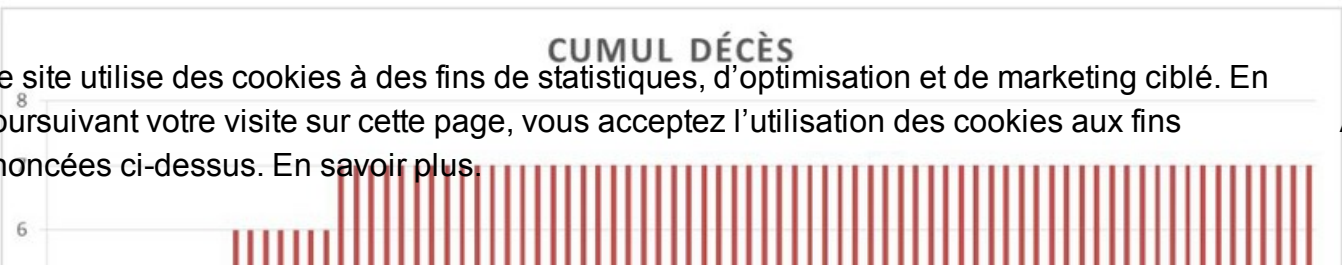 CUMUL DÉCÈS
e site utilise des cookies à des fins de statistiques, d’optimisation et de marketing ciblé. En
8
oursuivant votre visite sur cette page, vous acceptez l’utilisation des cookies aux fins
noncées ci-dessus. En savoir plus.
6